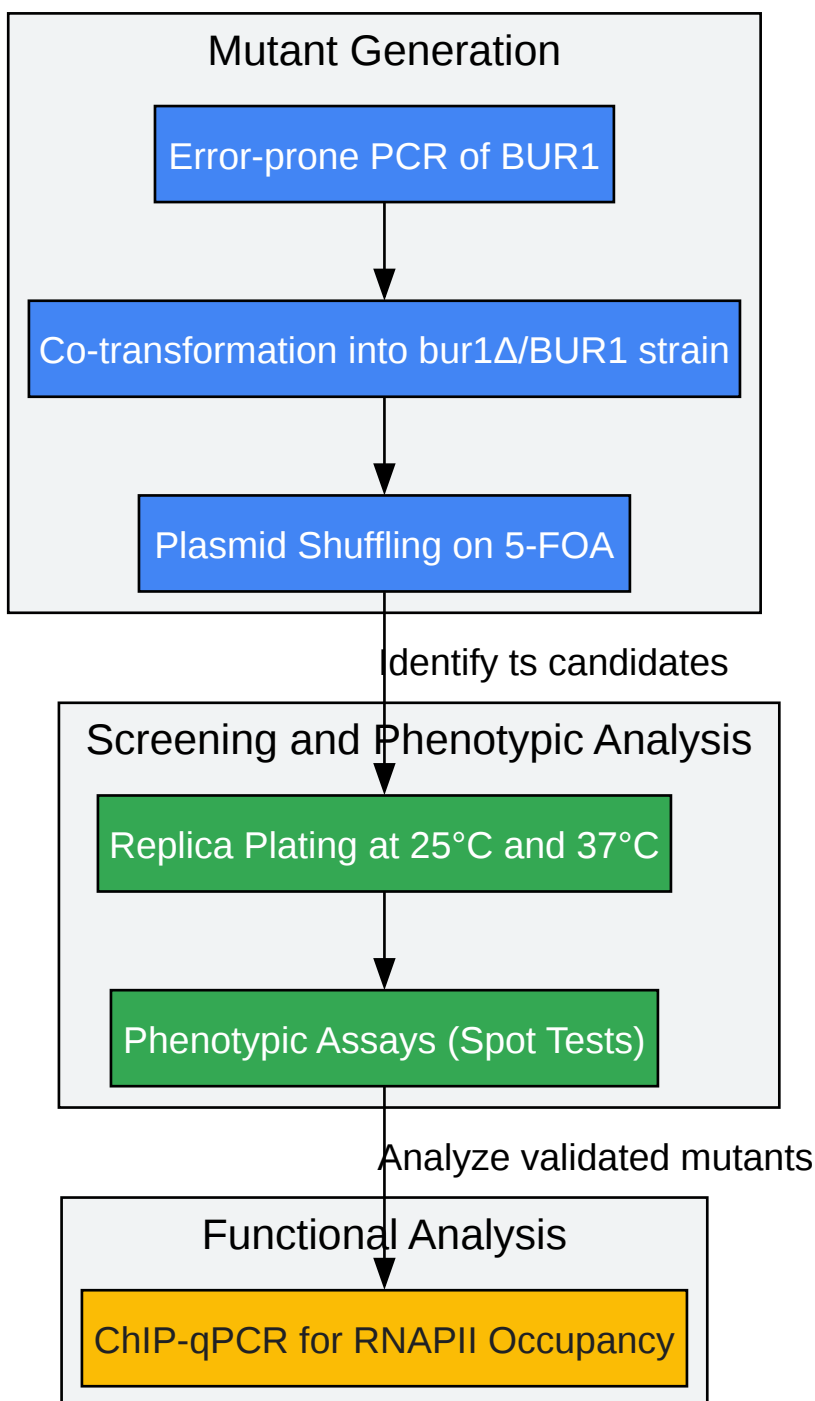 Mutant Generation
Error-prone PCR of BUR1
Co-transformation into bur1Δ/BUR1 strain
Plasmid Shuffling on 5-FOA
Identify ts candidates
Screening and Phenotypic Analysis
Replica Plating at 25°C and 37°C
Phenotypic Assays (Spot Tests)
Analyze validated mutants
Functional Analysis
ChIP-qPCR for RNAPII Occupancy